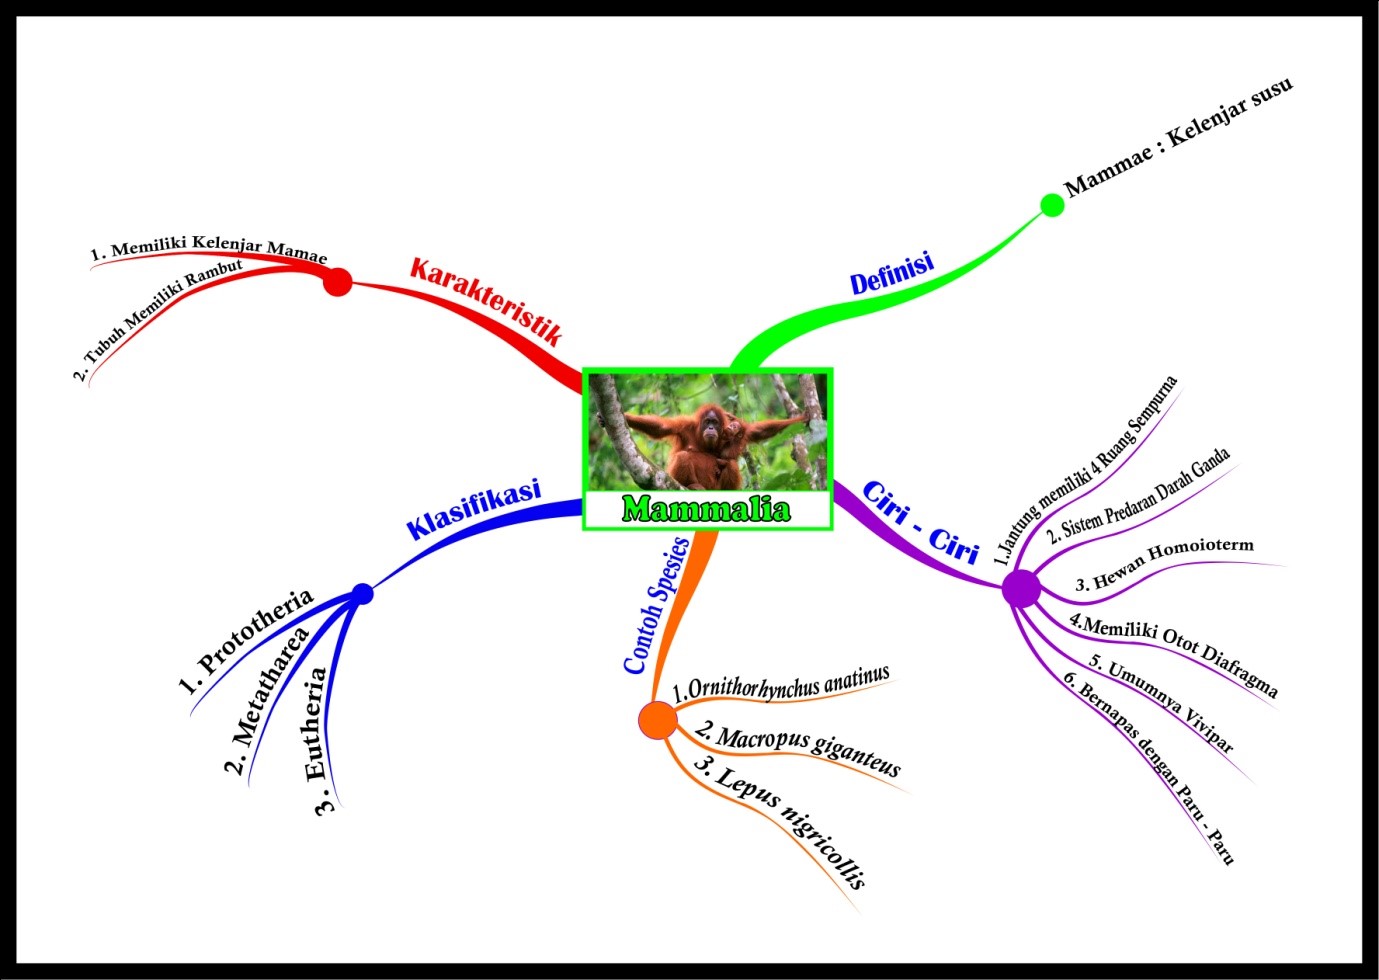 Mammalia
Definisi
Mammae : Kelenjar susu
Karakteristik
1. Memiliki Kelenjar Mamae
2. Tubuh Memiliki Rambut
Klasifikasi
1. Prototheria
2. Metatharea
3. Eutheria
Contoh Spesies
1.Ornithorhynchus anatinus
2. Macropus giganteus
3. Lepus nigricollis
Ciri - Ciri
1.Jantung memiliki 4 Ruang Sempurna
2. Sistem Predaran Darah Ganda
3. Hewan Homoioterm
4.Memiliki Otot Diafragma
5. Umumnya Vivipar
6. Bernapas dengan Paru - Paru